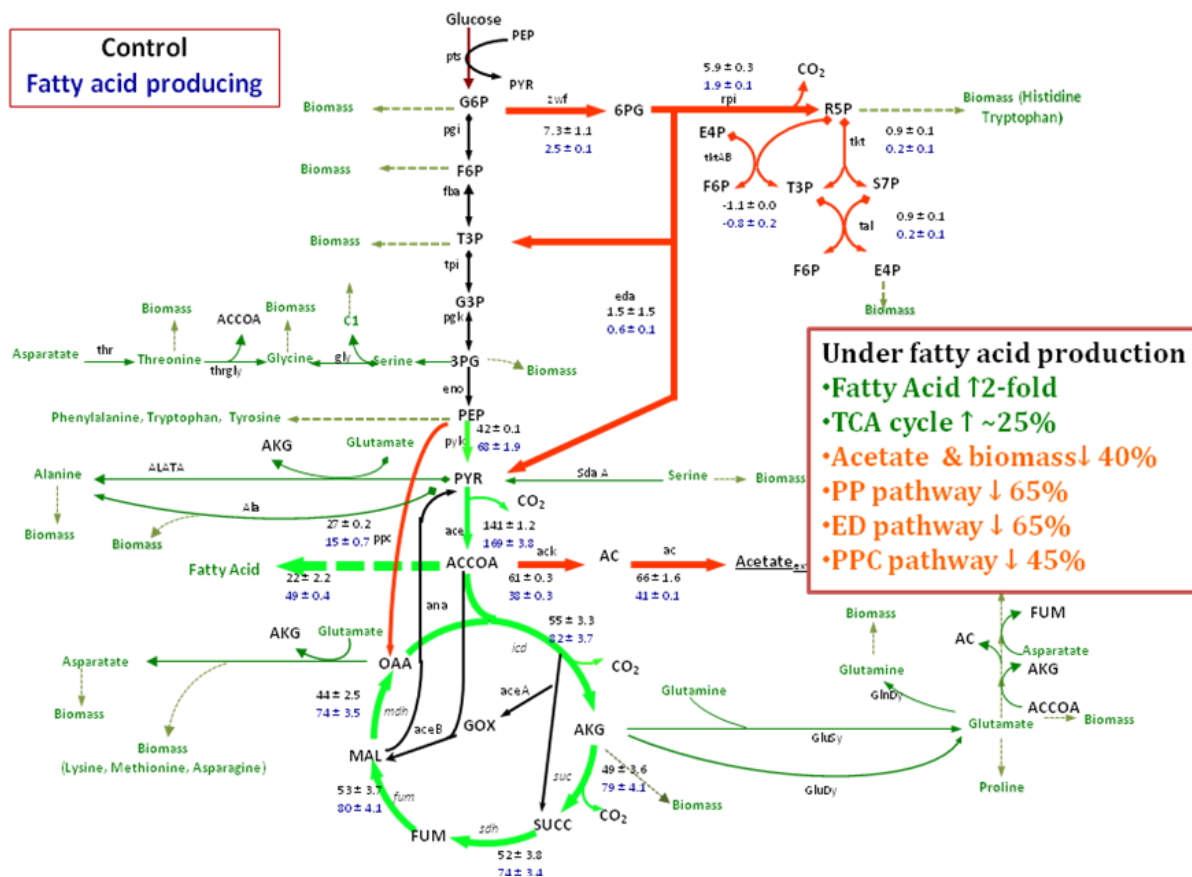 Control
Fatty acid producing
Glucose
PEP
pts
PYR
Biomass
G6P
zwf
7.3 ± 1.1
2.5 ± 0.1
6PG
5.9 ± 0.3
1.9 ± 0.1
rpi
CO2
R5P
Biomass (Histidine
Tryptophan)
pgi
E4P
tktAB
tkt
0.9 ± 0.1
0.2 ± 0.1
Biomass
F6P
F6P
T3P
S7P
-1.1 ± 0.0
-0.8 ± 0.2
fba
tal
0.9 ± 0.1
0.2 ± 0.1
Biomass
T3P
F6P
E4P
Biomass
tpi
eda
1.5 ± 1.5
0.6 ± 0.1
G3P
pgk
Biomass
ACCOA
Biomass
C1
Asparatate
thr
Threonine
thrgly
Glycine
gly
Serine
3PG
Biomass
eno
Under fatty acid production
•Fatty Acid ↑2-fold
•TCA cycle ↑ ~25%
•Acetate & biomass↓ 40%
•PP pathway ↓ 65%
•ED pathway ↓ 65%
•PPC pathway ↓ 45%
Phenylalanine, Tryptophan, Tyrosine
PEP
42 ± 0.1
68 ± 1.9
pyk
AKG
GLutamate
Alanine
ALATA
PYR
Sda A
Serine
Biomass
Ala
CO2
Biomass
Biomass
27 ± 0.2
15 ± 0.7
ppc
ace
141 ± 1.2
169 ± 3.8
Fatty Acid
22 ± 2.2
49 ± 0.4
ACCOA
ack
61 ± 0.3
38 ± 0.3
AC
ac
66 ± 1.6
41 ± 0.1
Acetate
ana
55 ± 3.3
82 ± 3.7
icd
CO2
AKG
Glutamate
Asparatate
OAA
Biomass
Biomass
(Lysine, Methionine, Asparagine)
44 ± 2.5
74 ± 3.5
mdh
aceB
aceA
GOX
MAL
AKG
Glutamine
GluSy
GluDy
Biomass
Glutamine
GlnDy
AC
FUM
Asparatate
AKG
ACCOA
Glutamate
Biomass
Proline
49 ± 3.6
79 ± 4.1
suc
Biomass
CO2
53 ± 3.7
80 ± 4.1
fum
FUM
sdh
SUCC
52 ± 3.8
74 ± 3.4